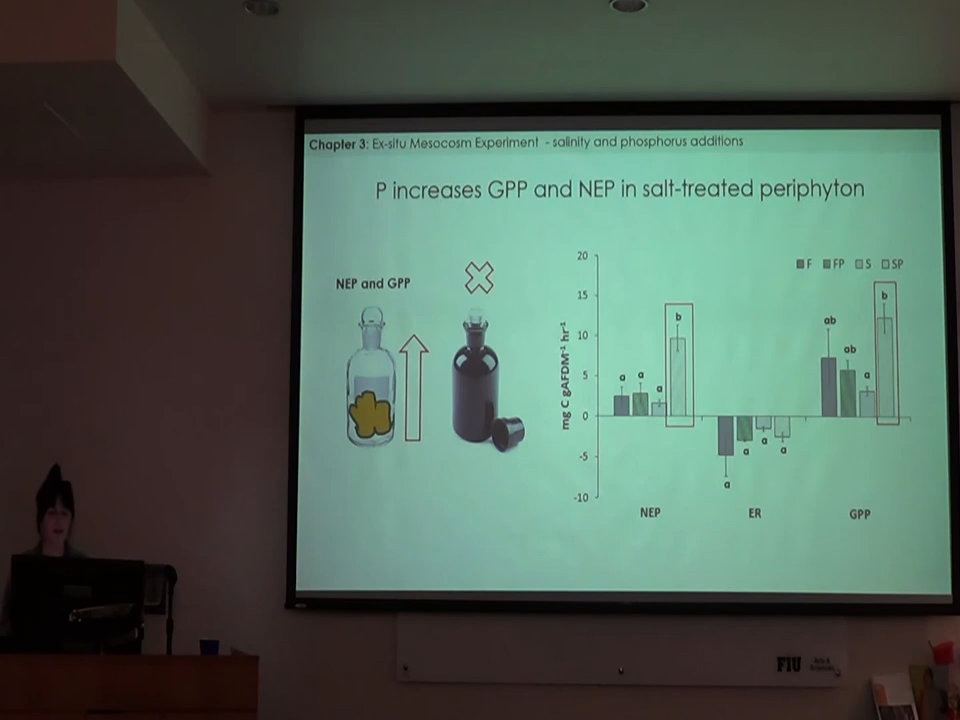 Chapter 3: Ex-situ Mesocosm Experiment - salinity and phosphorus additions
P increases GPP and NEP in salt-treated periphyton
NEP and GPP
mg C gAFDM⁻¹ hr⁻¹
20
15
10
5
0
-5
-10
F FP S SP
a a a b
a a a a
ab ab a b
NEP ER GPP
FIU
Arts &
Sciences